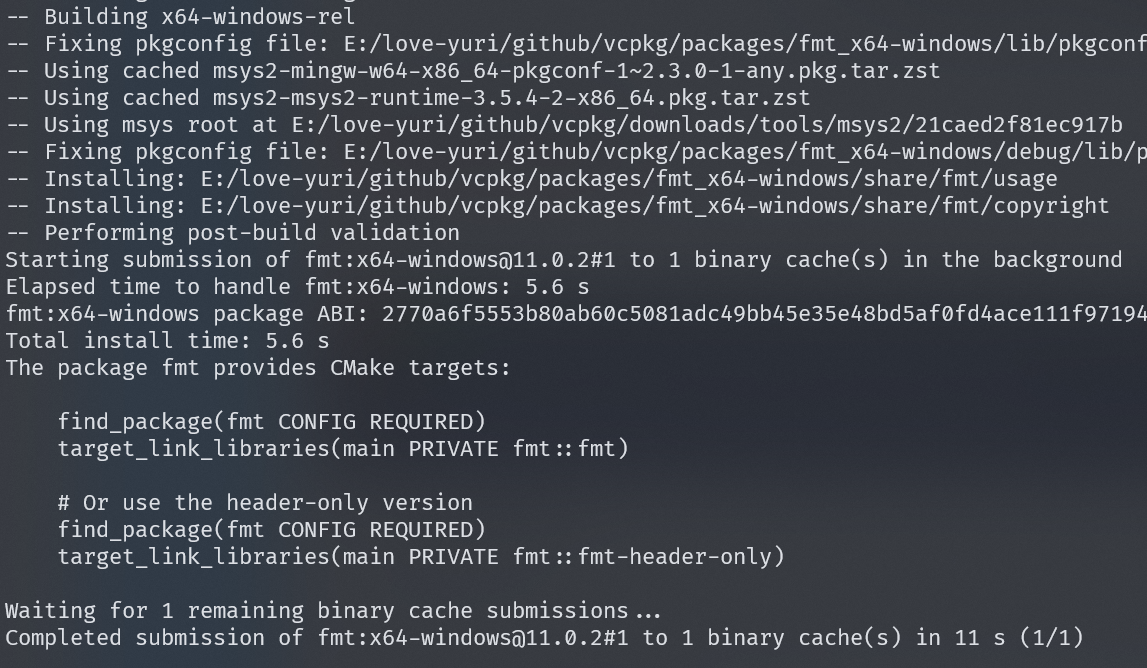 -- Building x64-windows-rel
-- Fixing pkgconfig file: E:/love-yuri/github/vcpkg/packages/fmt_x64-windows/lib/pkgconf
-- Using cached msys2-mingw-w64-x86_64-pkgconf-1~2.3.0-1-any.pkg.tar.zst
-- Using cached msys2-msys2-runtime-3.5.4-2-x86_64.pkg.tar.zst
-- Using msys root at E:/love-yuri/github/vcpkg/downloads/tools/msys2/21caed2f81ec917b
-- Fixing pkgconfig file: E:/love-yuri/github/vcpkg/packages/fmt_x64-windows/debug/lib/p
-- Installing: E:/love-yuri/github/vcpkg/packages/fmt_x64-windows/share/fmt/usage
-- Installing: E:/love-yuri/github/vcpkg/packages/fmt_x64-windows/share/fmt/copyright
-- Performing post-build validation
Starting submission of fmt:x64-windows@11.0.2#1 to 1 binary cache(s) in the background
Elapsed time to handle fmt:x64-windows: 5.6 s
fmt:x64-windows package ABI: 2770a6f5553b80ab60c5081adc49bb45e35e48bd5af0fd4ace111f97194
Total install time: 5.6 s
The package fmt provides CMake targets:
    find_package(fmt CONFIG REQUIRED)
    target_link_libraries(main PRIVATE fmt::fmt)
    # Or use the header-only version
    find_package(fmt CONFIG REQUIRED)
    target_link_libraries(main PRIVATE fmt::fmt-header-only)
Waiting for 1 remaining binary cache submissions...
Completed submission of fmt:x64-windows@11.0.2#1 to 1 binary cache(s) in 11 s (1/1)